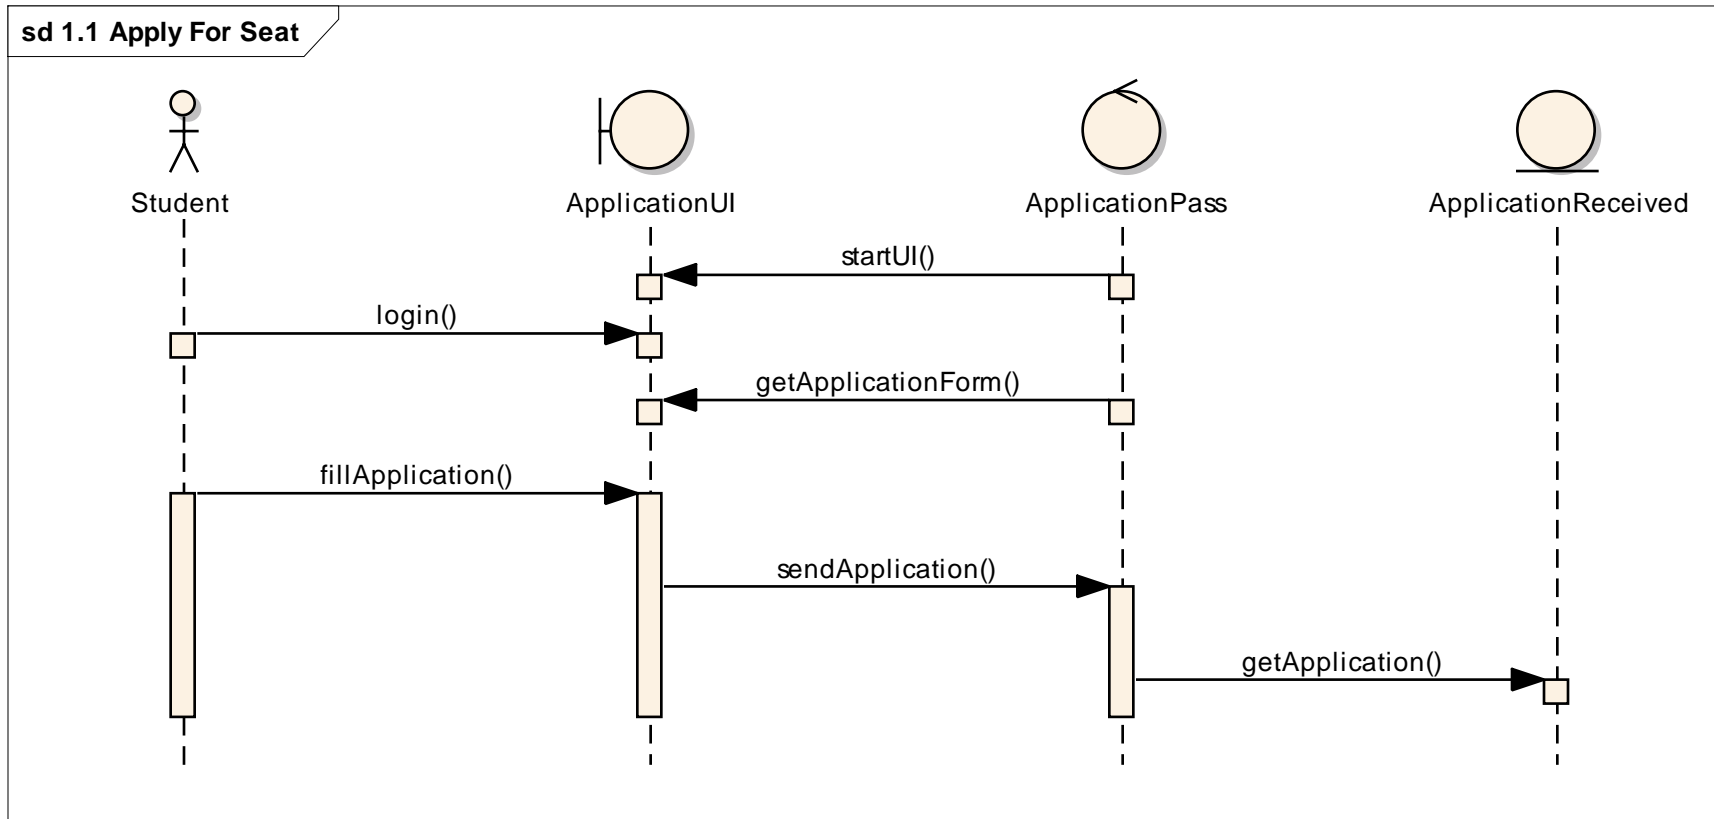 sd 1.1 Apply For Seat
Student
ApplicationUI
ApplicationPass
ApplicationReceived
startUI()
login()
getApplicationForm()
fillApplication()
sendApplication()
getApplication()